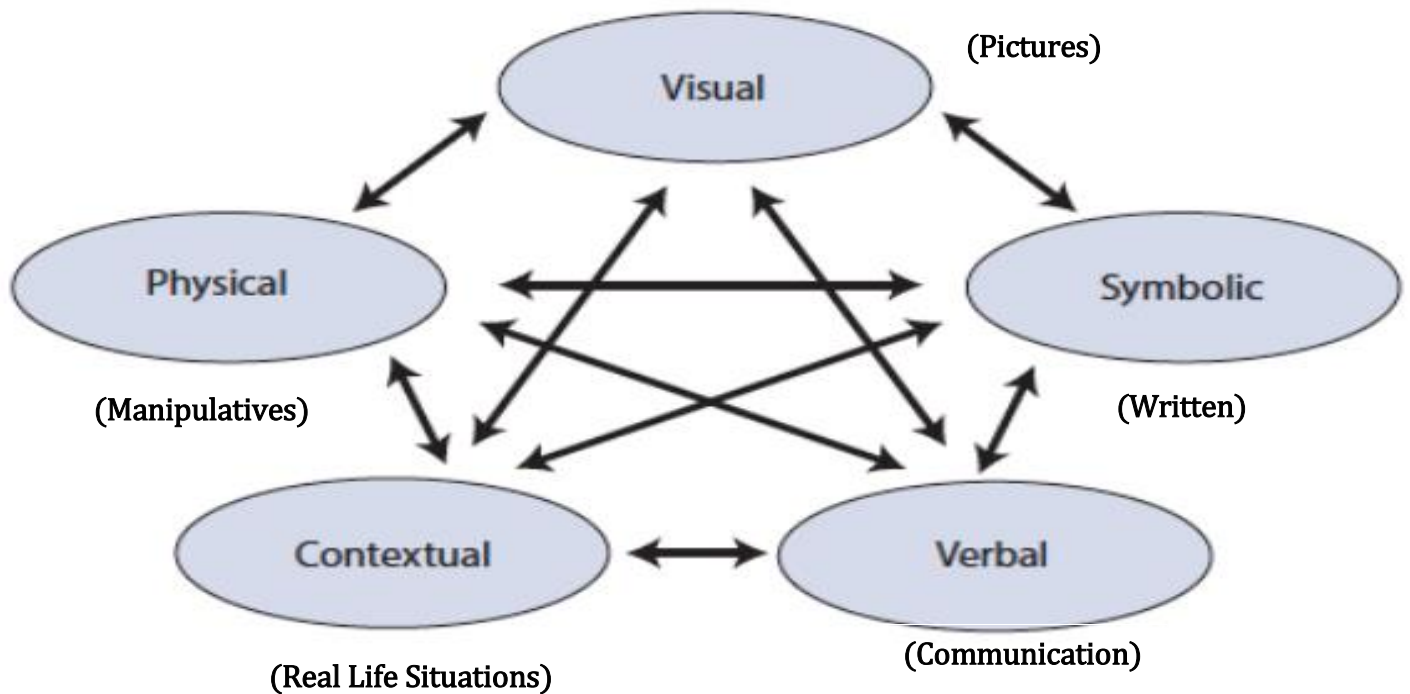 Visual
(Pictures)
Physical
(Manipulatives)
Symbolic
(Written)
Contextual
(Real Life Situations)
Verbal
(Communication)